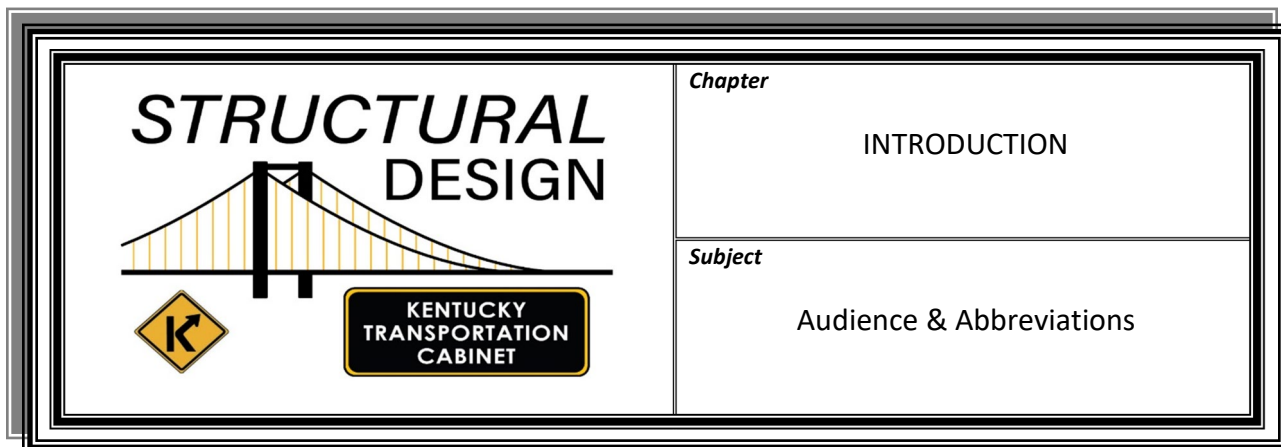 STRUCTURAL
DESIGN
K
KENTUCKY
TRANSPORTATION
CABINET
Chapter
INTRODUCTION
Subject
Audience & Abbreviations